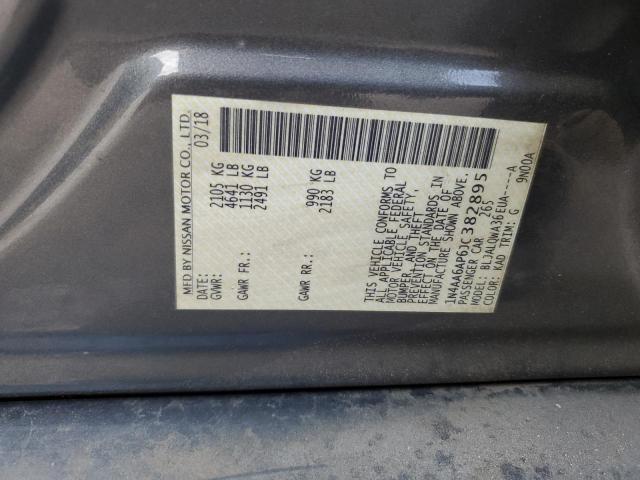 MFD BY NISSAN MOTOR CO., LTD.
DATE: 03/18
GVWR: 2105 KG
4641 LB
GAWR FR: 1130 KG
2491 LB
GAWR RR: 990 KG
2183 LB
THIS VEHICLE CONFORMS TO
ALL APPLICABLE FEDERAL
MOTOR VEHICLE SAFETY,
BUMPER, AND THEFT
PREVENTION STANDARDS IN
EFFECT ON THE DATE OF
MANUFACTURE SHOWN ABOVE.
1N4AA6AP6JC382895
PASSENGER CAR 265
MODEL: BLJALQWA36EUA----A
COLOR: KAD TRIM: G 9N00A